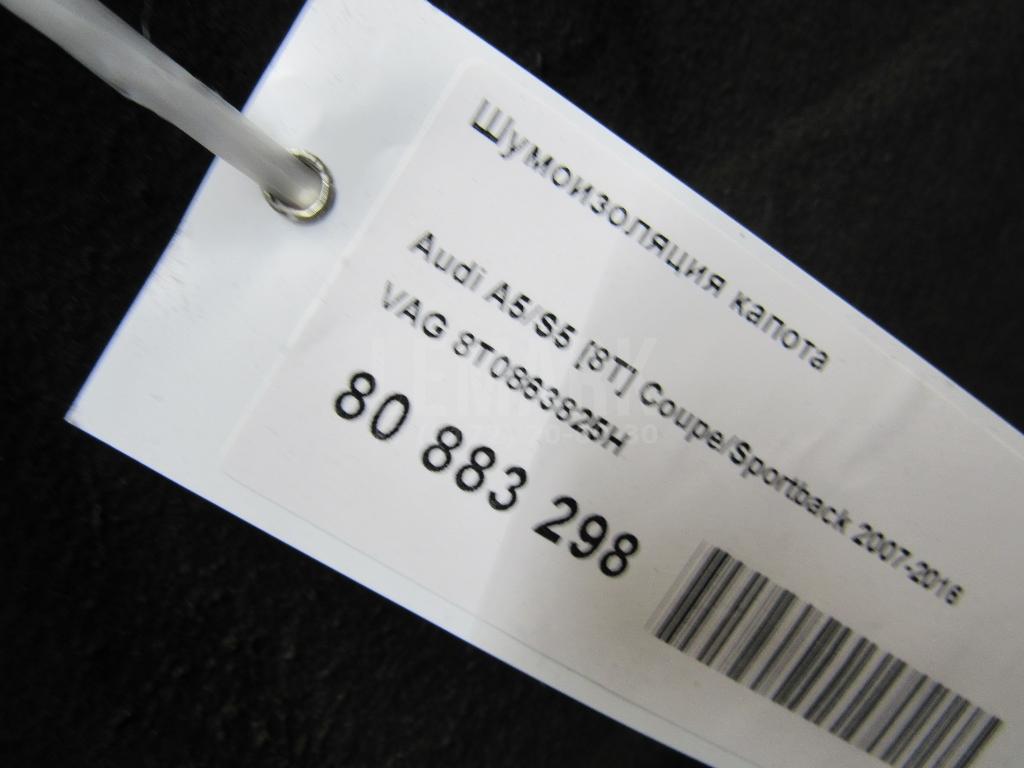 Шумоизоляция капота
Audi A5/S5 [8T] Coupe/Sportback 2007-2016
VAG 8T0863825H
80 883 298